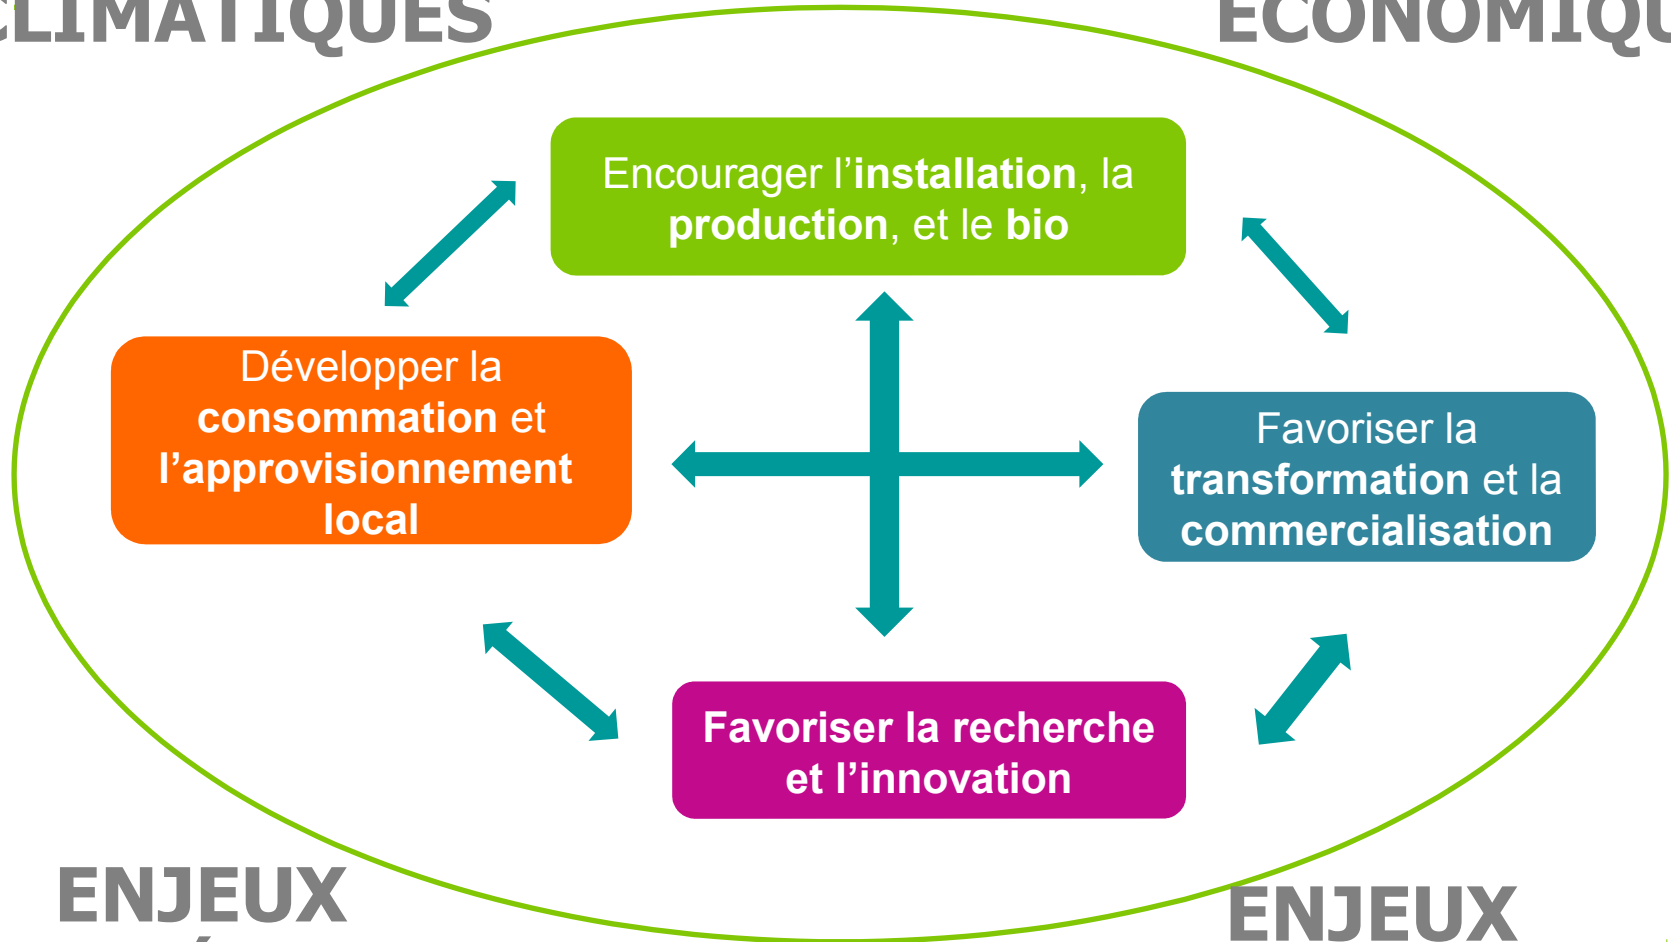 CLIMATIQUES
Encourager l’installation, la
production, et le bio
Développer la
consommation et
l’approvisionnement
local
Favoriser la
transformation et la
commercialisation
Favoriser la recherche
et l’innovation
ENJEUX
ENJEUX